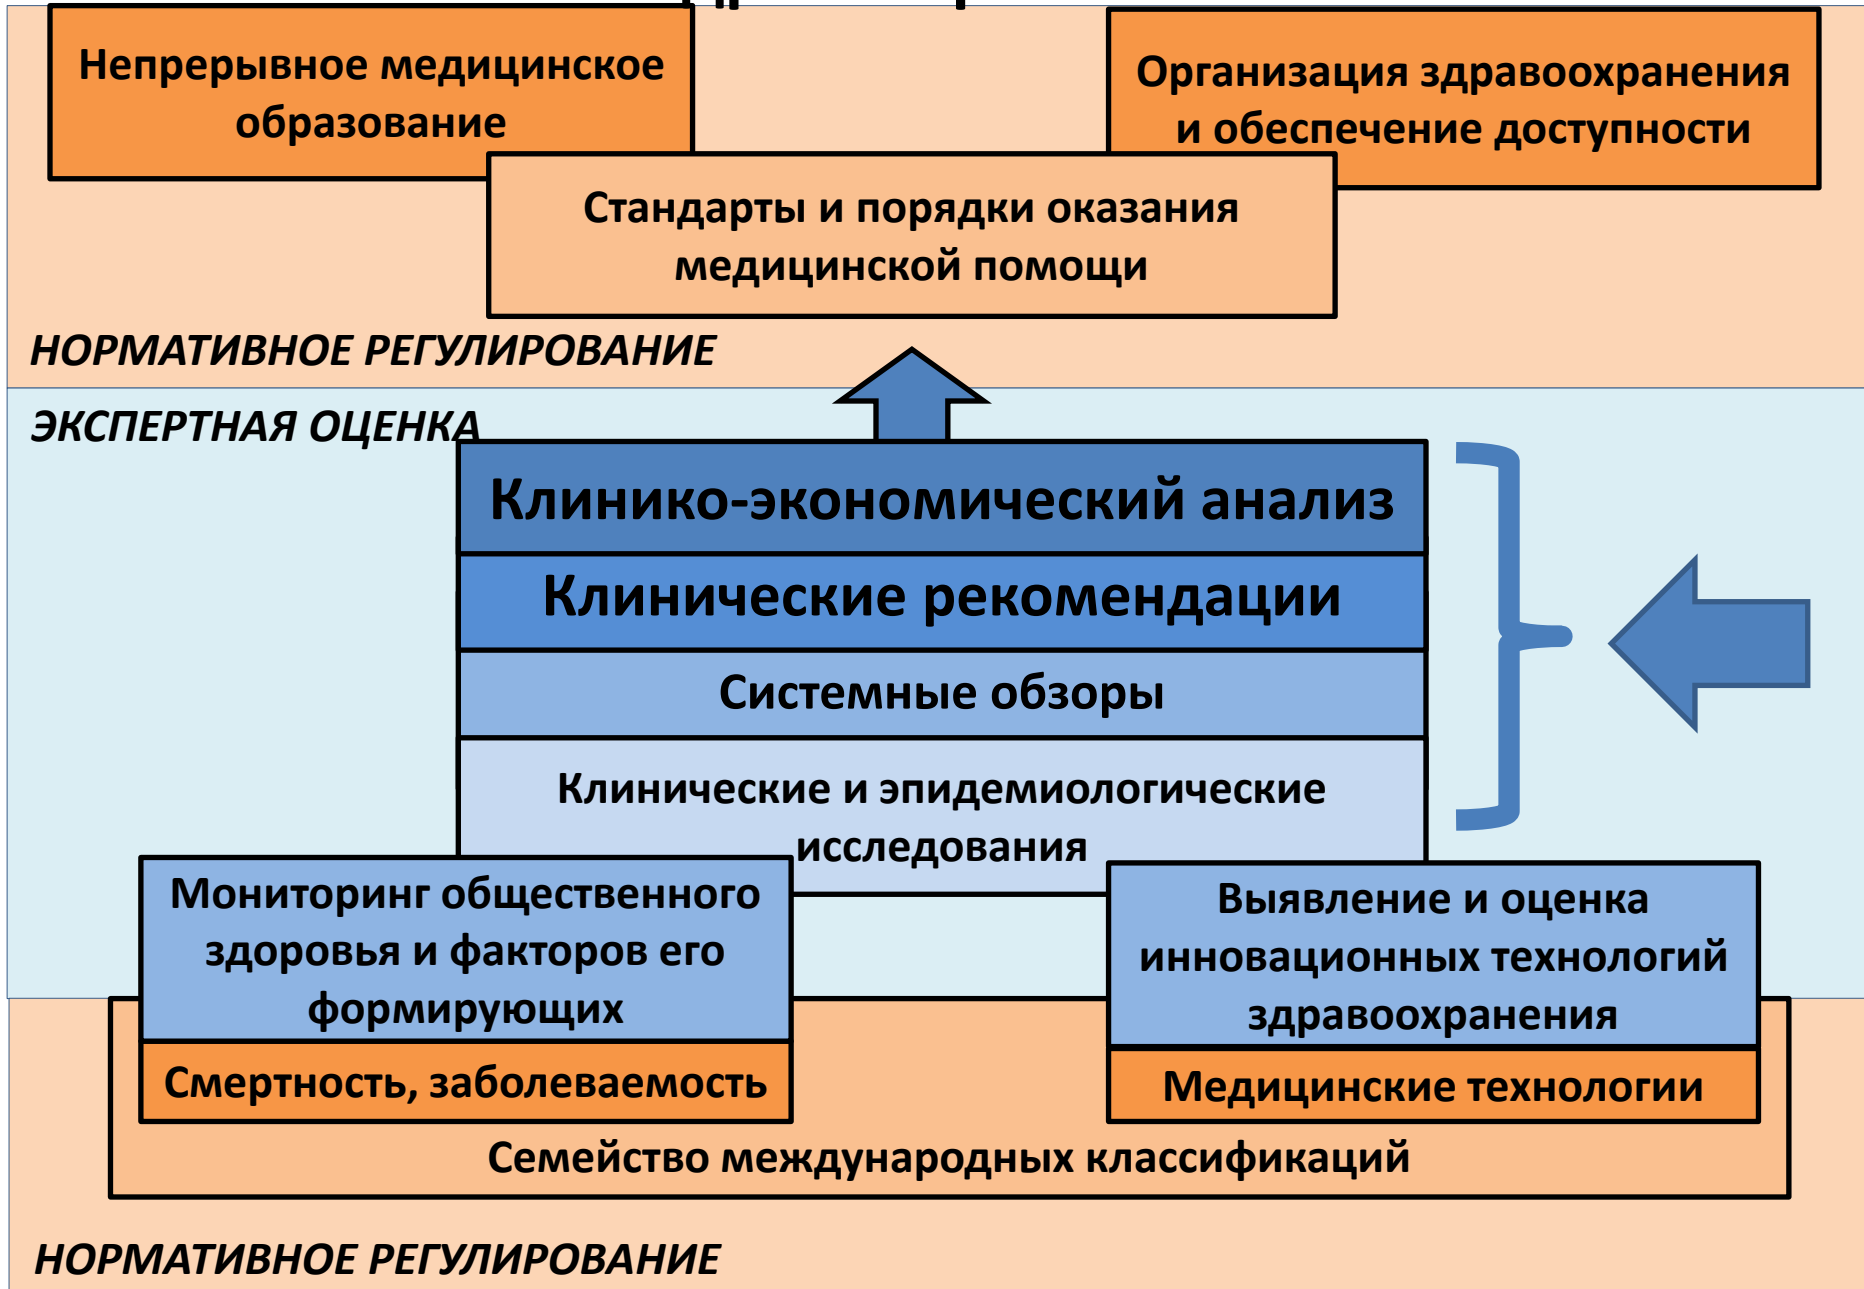 Непрерывное медицинское
образование
Организация здравоохранения
и обеспечение доступности
Стандарты и порядки оказания
медицинской помощи
НОРМАТИВНОЕ РЕГУЛИРОВАНИЕ
ЭКСПЕРТНАЯ ОЦЕНКА
Клинико-экономический анализ
Клинические рекомендации
Системные обзоры
Клинические и эпидемиологические
исследования
Мониторинг общественного
здоровья и факторов его
формирующих
Выявление и оценка
инновационных технологий
здравоохранения
Смертность, заболеваемость
Медицинские технологии
Семейство международных классификаций
НОРМАТИВНОЕ РЕГУЛИРОВАНИЕ